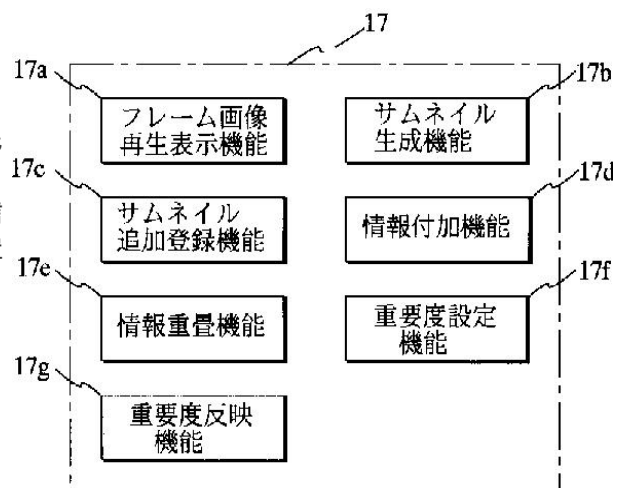 17
17a
フレーム画像
再生表示機能
17b
サムネイル
生成機能
17c
サムネイル
追加登録機能
17d
情報付加機能
17e
情報重畳機能
17f
重要度設定
機能
17g
重要度反映
機能